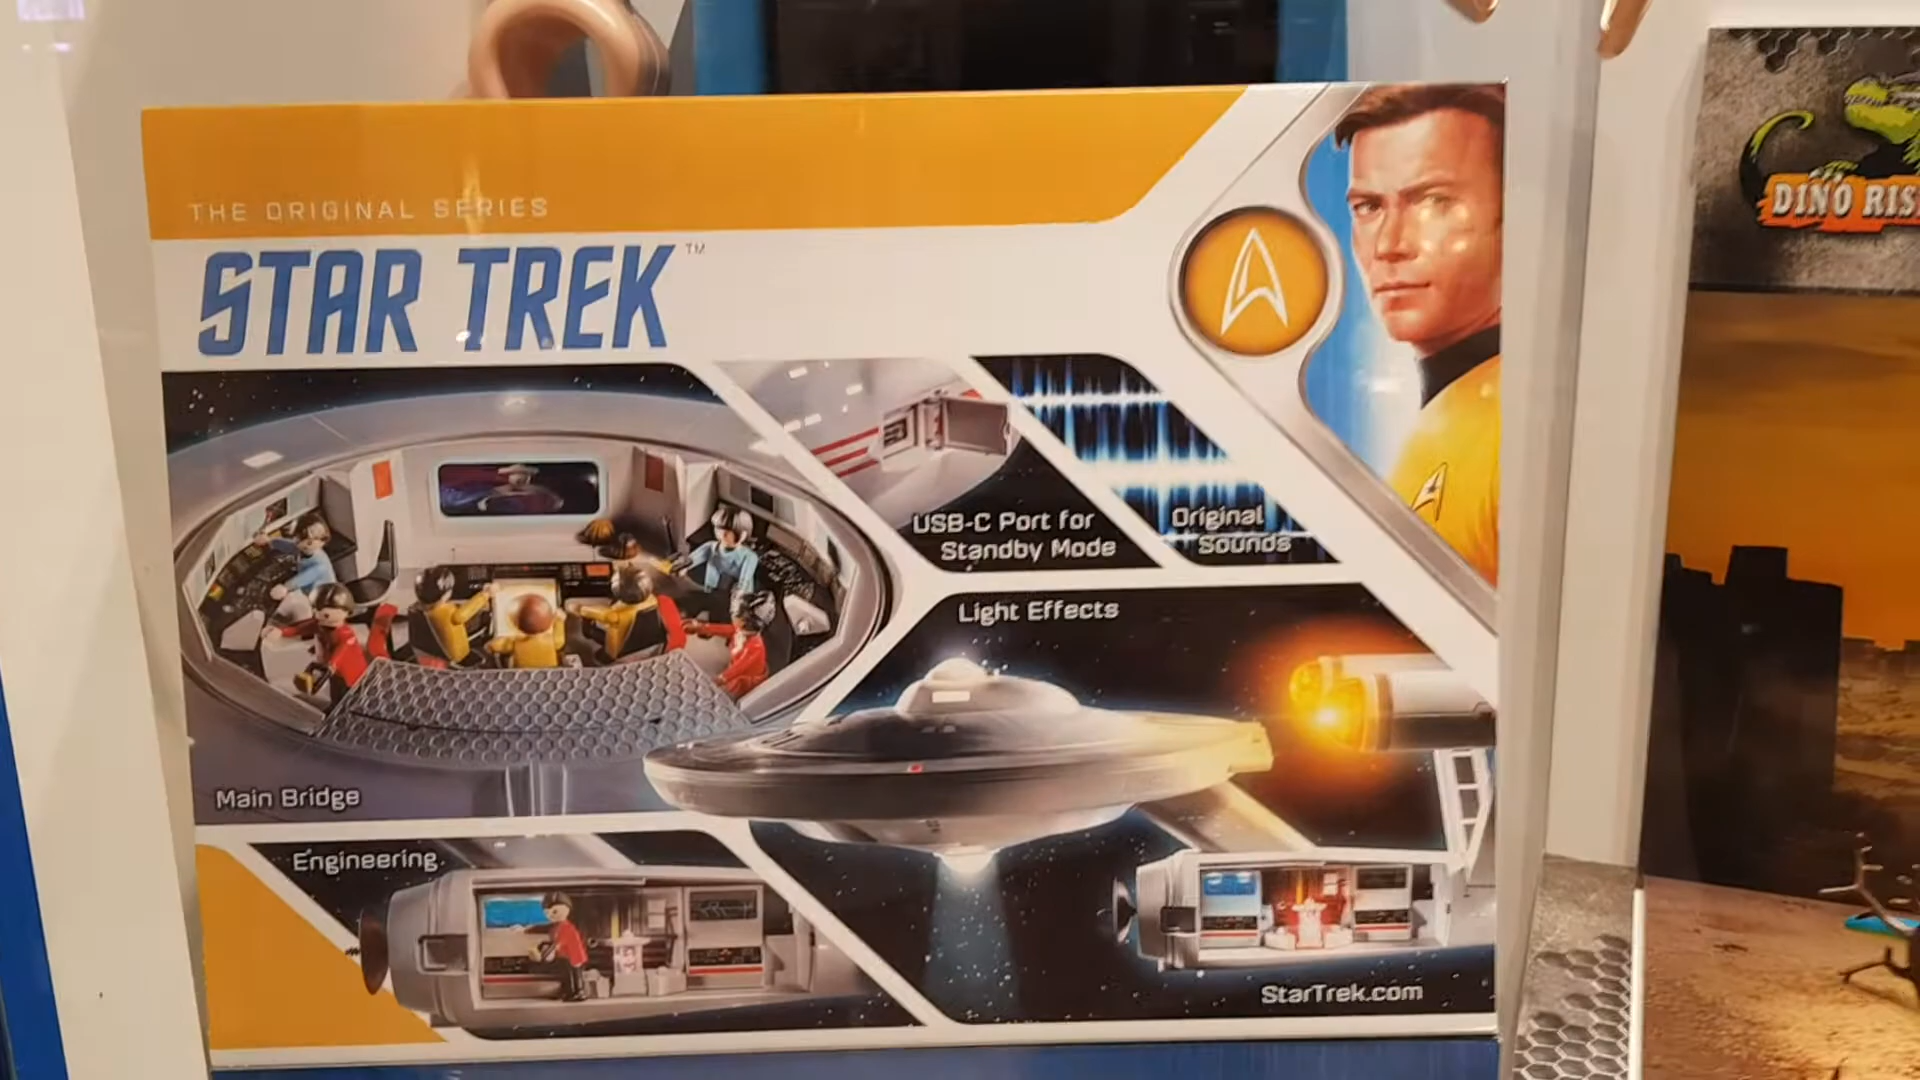 THE ORIGINAL SERIES
STAR TREK™
USB-C Port for
Standby Mode
Original
Sounds
Light Effects
Main Bridge
Engineering
StarTrek.com
DINO